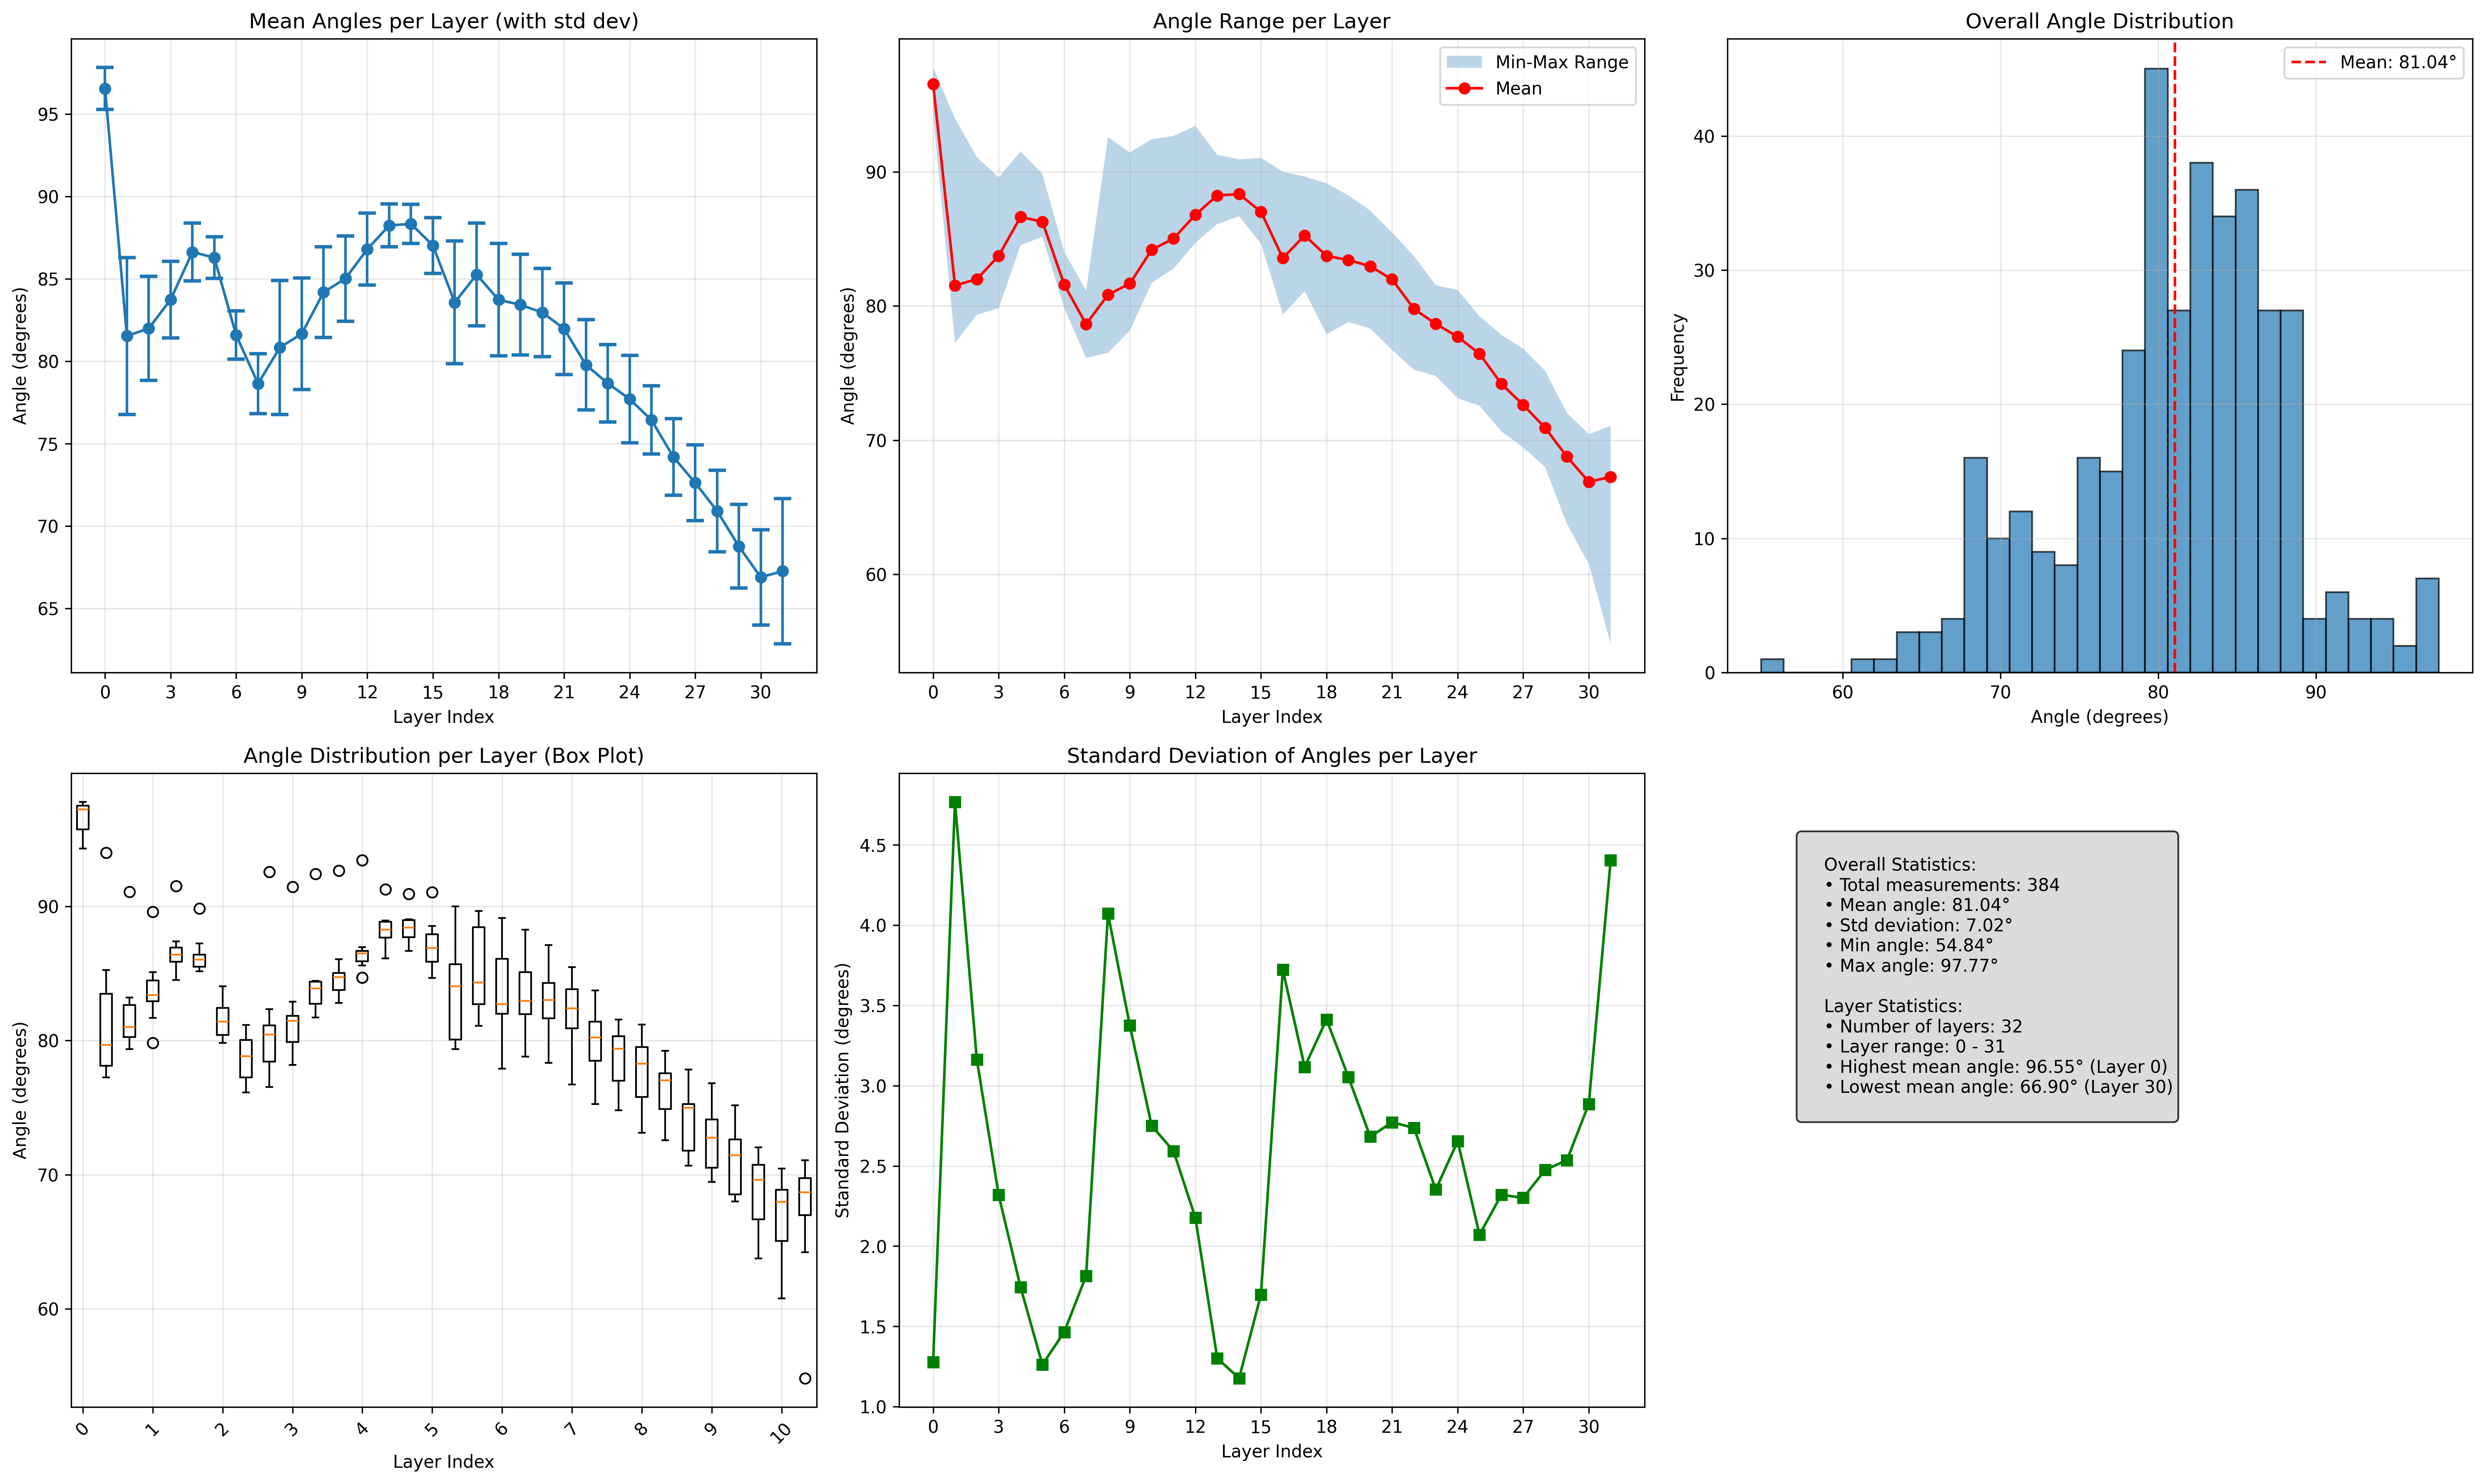 Mean Angles per Layer (with std dev)
Angle (degrees)
95
90
85
80
75
70
65
0 3 6 9 12 15 18 21 24 27 30
Layer Index
Angle Range per Layer
Min-Max Range
Mean
Angle (degrees)
90
80
70
60
0 3 6 9 12 15 18 21 24 27 30
Layer Index
Overall Angle Distribution
Mean: 81.04°
Frequency
40
30
20
10
0
60 70 80 90
Angle (degrees)
Angle Distribution per Layer (Box Plot)
Angle (degrees)
90
80
70
60
0 1 2 3 4 5 6 7 8 9 10
Layer Index
Standard Deviation of Angles per Layer
Standard Deviation (degrees)
4.5
4.0
3.5
3.0
2.5
2.0
1.5
1.0
0 3 6 9 12 15 18 21 24 27 30
Layer Index
Overall Statistics:
• Total measurements: 384
• Mean angle: 81.04°
• Std deviation: 7.02°
• Min angle: 54.84°
• Max angle: 97.77°
Layer Statistics:
• Number of layers: 32
• Layer range: 0 - 31
• Highest mean angle: 96.55° (Layer 0)
• Lowest mean angle: 66.90° (Layer 30)